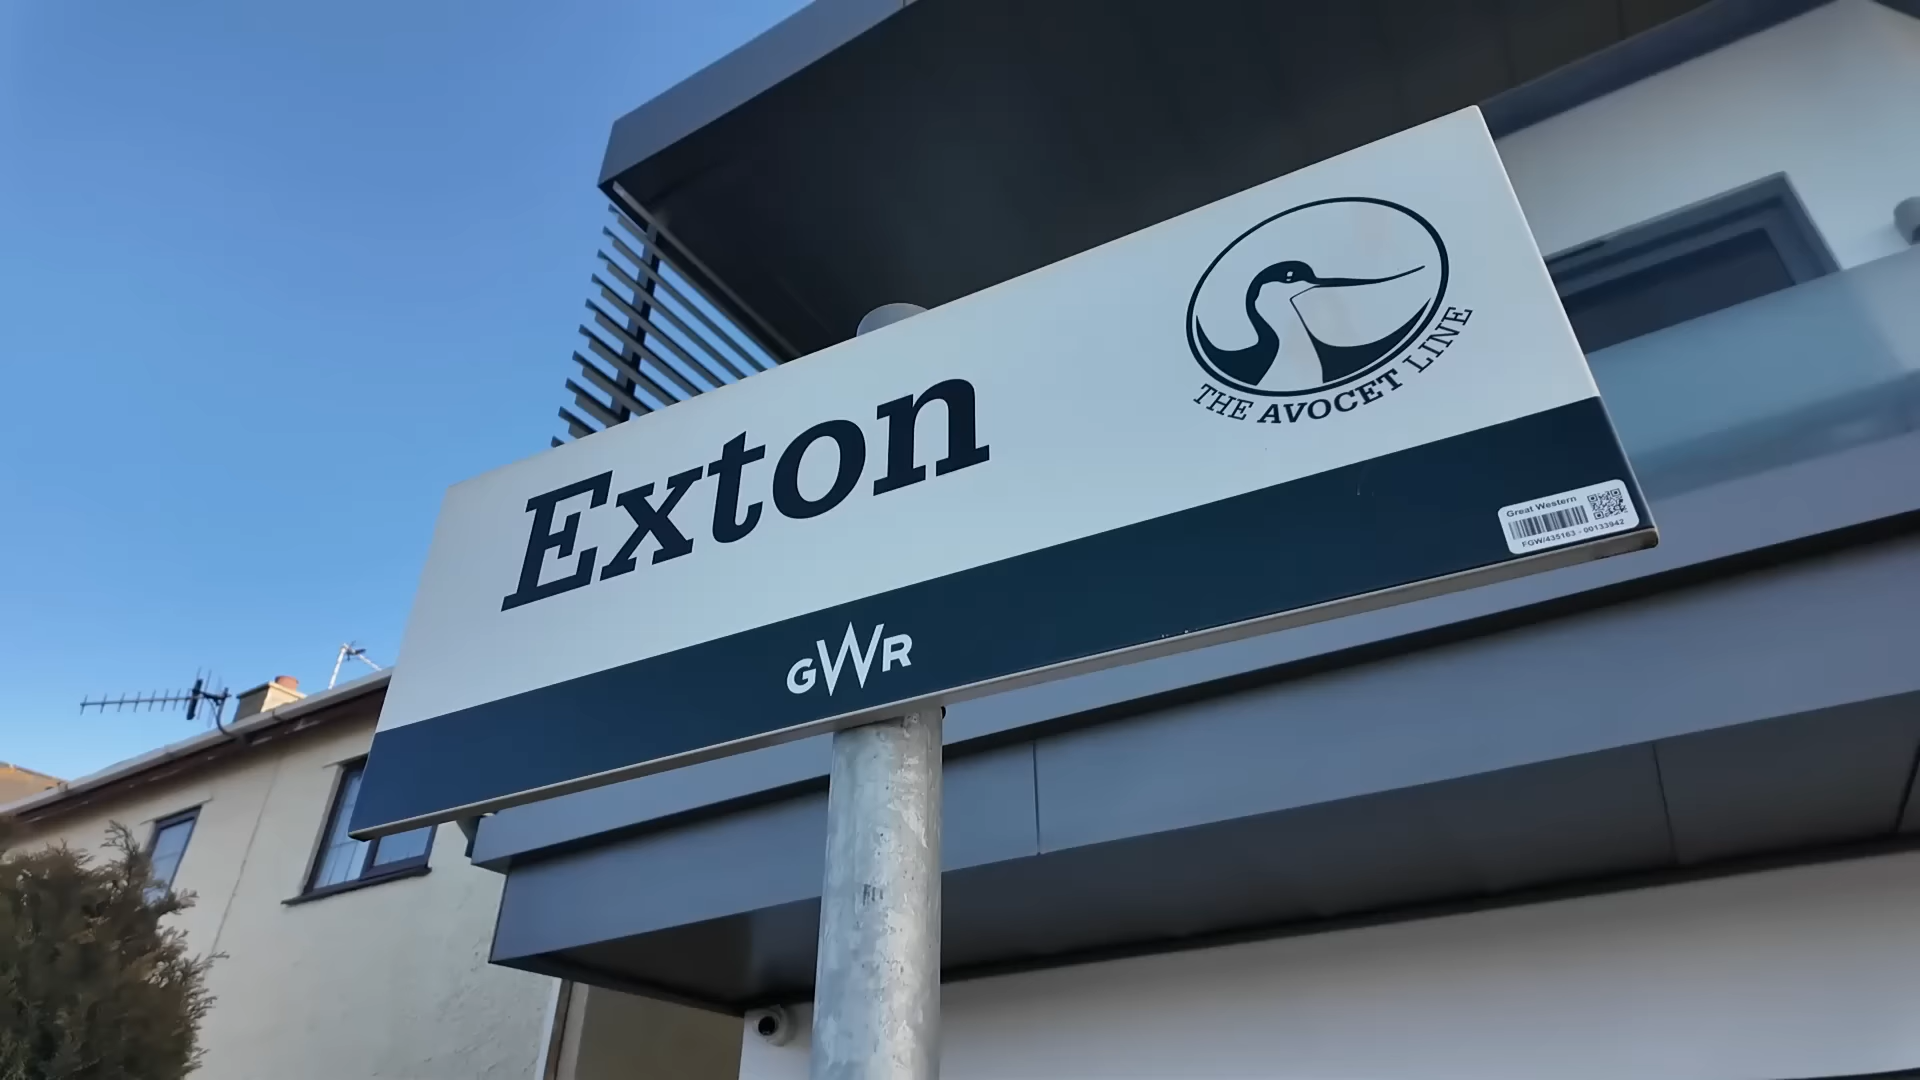 Exton
THE AVOCET LINE
GWR
Great Western
FGW/435163 - 00133942